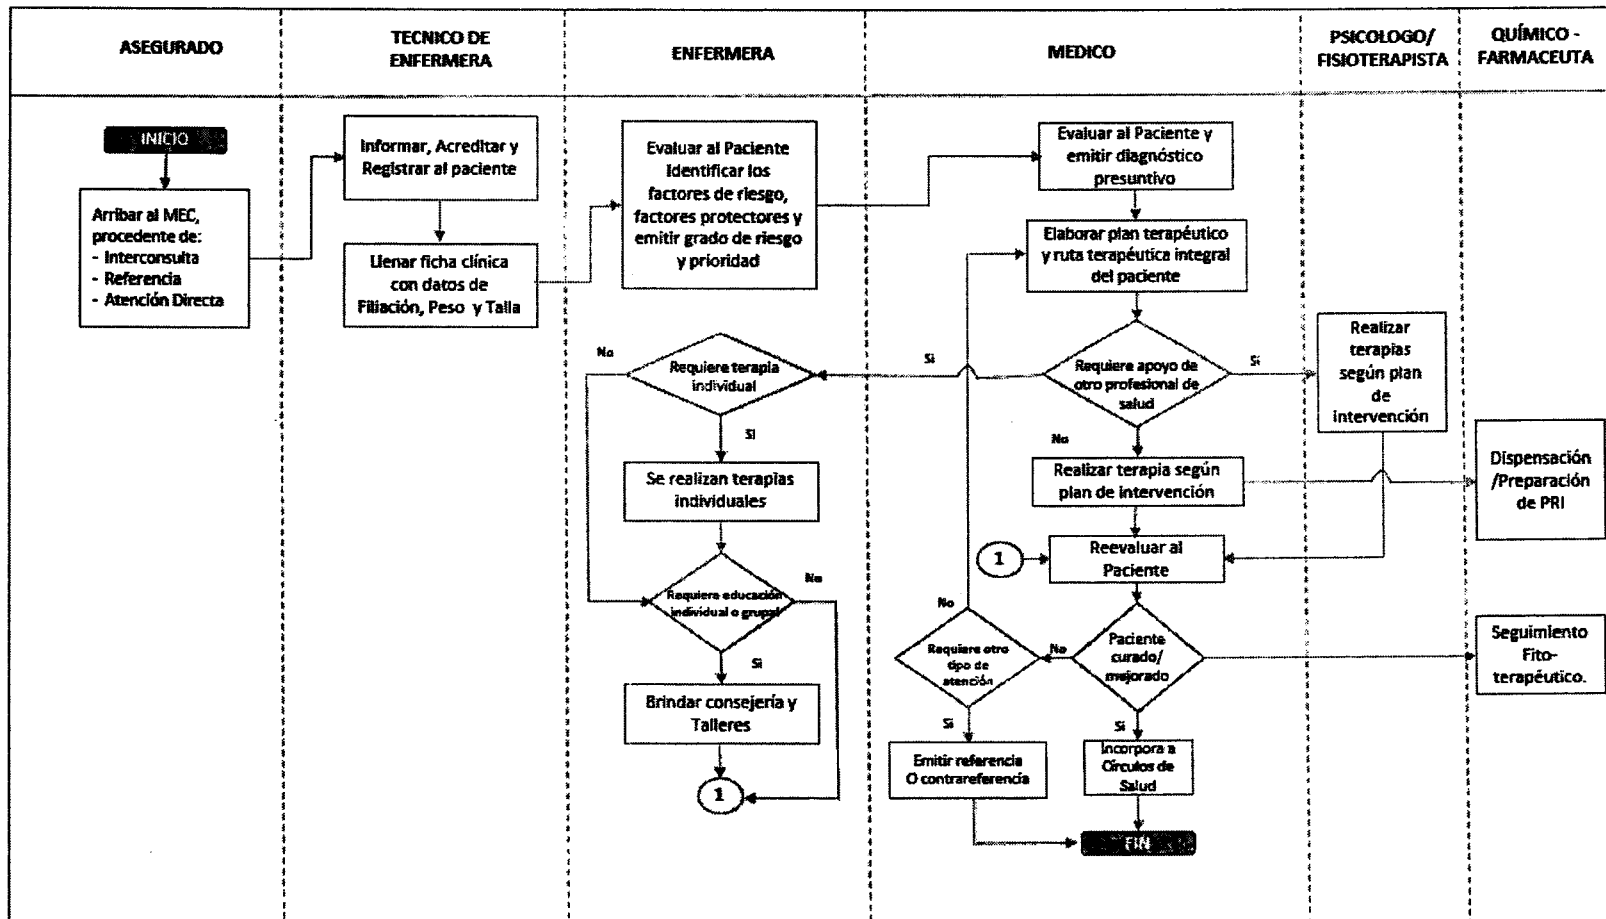 ASEGURADO
TECNICO DE
ENFERMERA
ENFERMERA
MEDICO
PSICOLOGO/
FISIOTERAPISTA
QUÍMICO -
FARMACEUTA
INICIO
Arribar al MEC,
procedente de:
- Interconsulta
- Referencia
- Atención Directa
Informar, Acreditar y
Registrar al paciente
Llenar ficha clínica
con datos de
Filiación, Peso y Talla
Evaluar al Paciente
Identificar los
factores de riesgo,
factores protectores y
emitir grado de riesgo
y prioridad
No
Requiere terapia
individual
Si
Se realizan terapias
individuales
Requiere educación
individual o grupal
No
Si
Brindar consejería y
Talleres
1
Evaluar al Paciente y
emitir diagnóstico
presuntivo
Elaborar plan terapéutico
y ruta terapéutica integral
del paciente
Si
Requiere apoyo de
otro profesional de
salud
Si
No
Realizar terapia según
plan de intervención
1
Reevaluar al
Paciente
No
Requiere otro
tipo de
atención
No
Paciente
curado/
mejorado
Si
Si
Emitir referencia
O contrareferencia
Incorpora a
Círculos de
Salud
FIN
Realizar
terapias
según plan
de
intervención
Dispensación
/Preparación
de PRI
Seguimiento
Fito-
terapéutico.